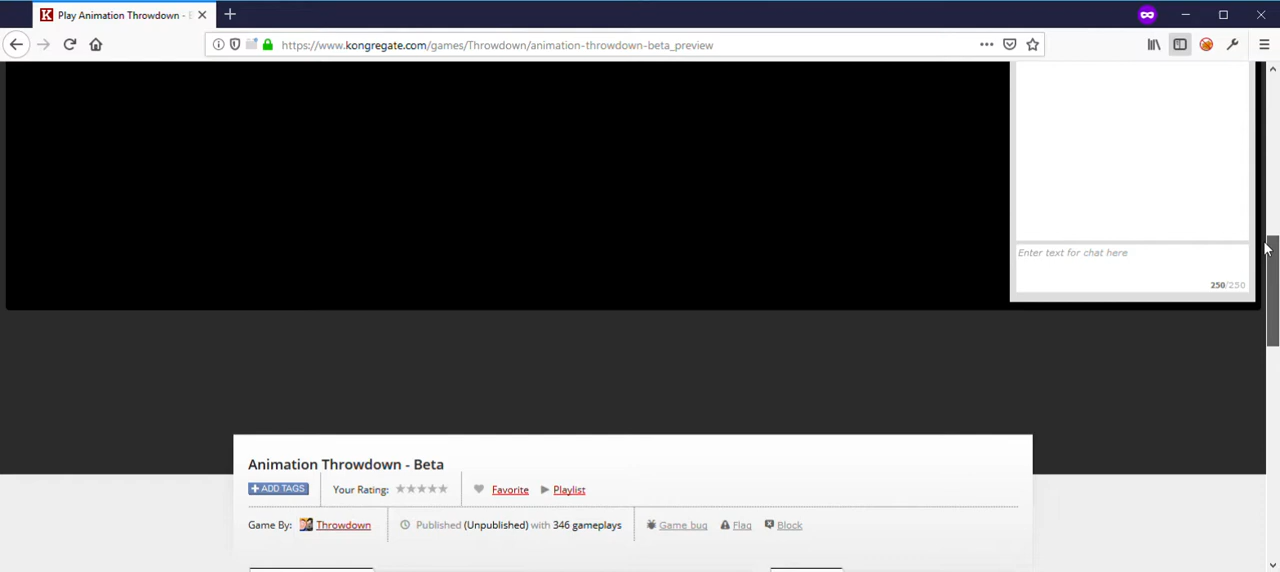 Play Animation Throwdown - B
https://www.kongregate.com/games/Throwdown/animation-throwdown-beta_preview
Enter text for chat here
250/250
Animation Throwdown - Beta
+ ADD TAGS
Your Rating:
Favorite
Playlist
Game By: Throwdown
Published (Unpublished) with 346 gameplays
Game bug
Flag
Block